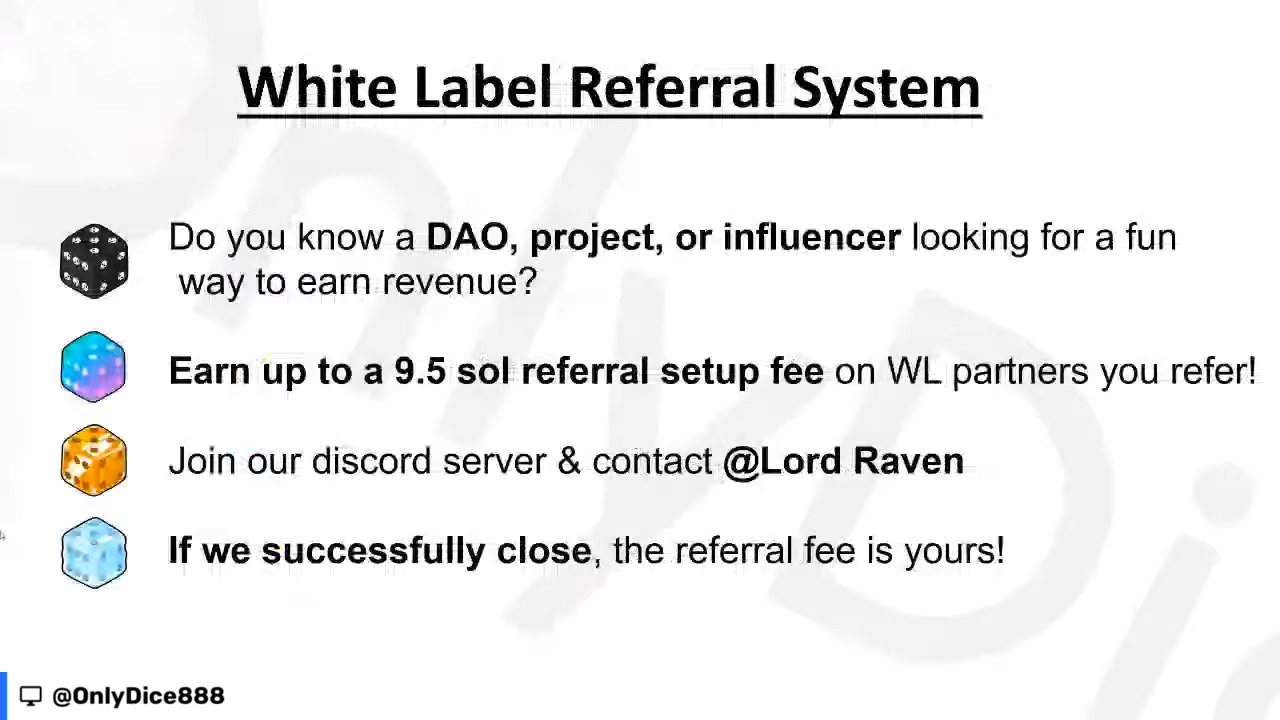 White Label Referral System
Do you know a DAO, project, or influencer looking for a fun
way to earn revenue?
Earn up to a 9.5 sol referral setup fee on WL partners you refer!
Join our discord server & contact @Lord Raven
If we successfully close, the referral fee is yours!
@OnlyDice888